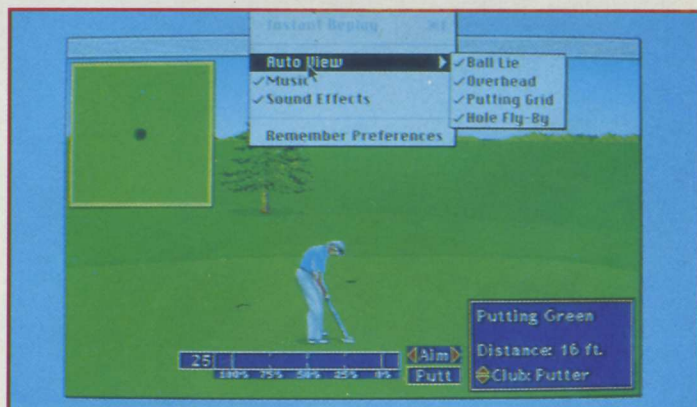 Instant Replay ⌘I
Auto View
✓Music
✓Sound Effects
Remember Preferences
✓Ball Lie
✓Overhead
✓Putting Grid
✓Hole Fly-By
25
100% 75% 50% 25% 0%
Aim
Putt
Putting Green
Distance: 16 ft.
Club: Putter